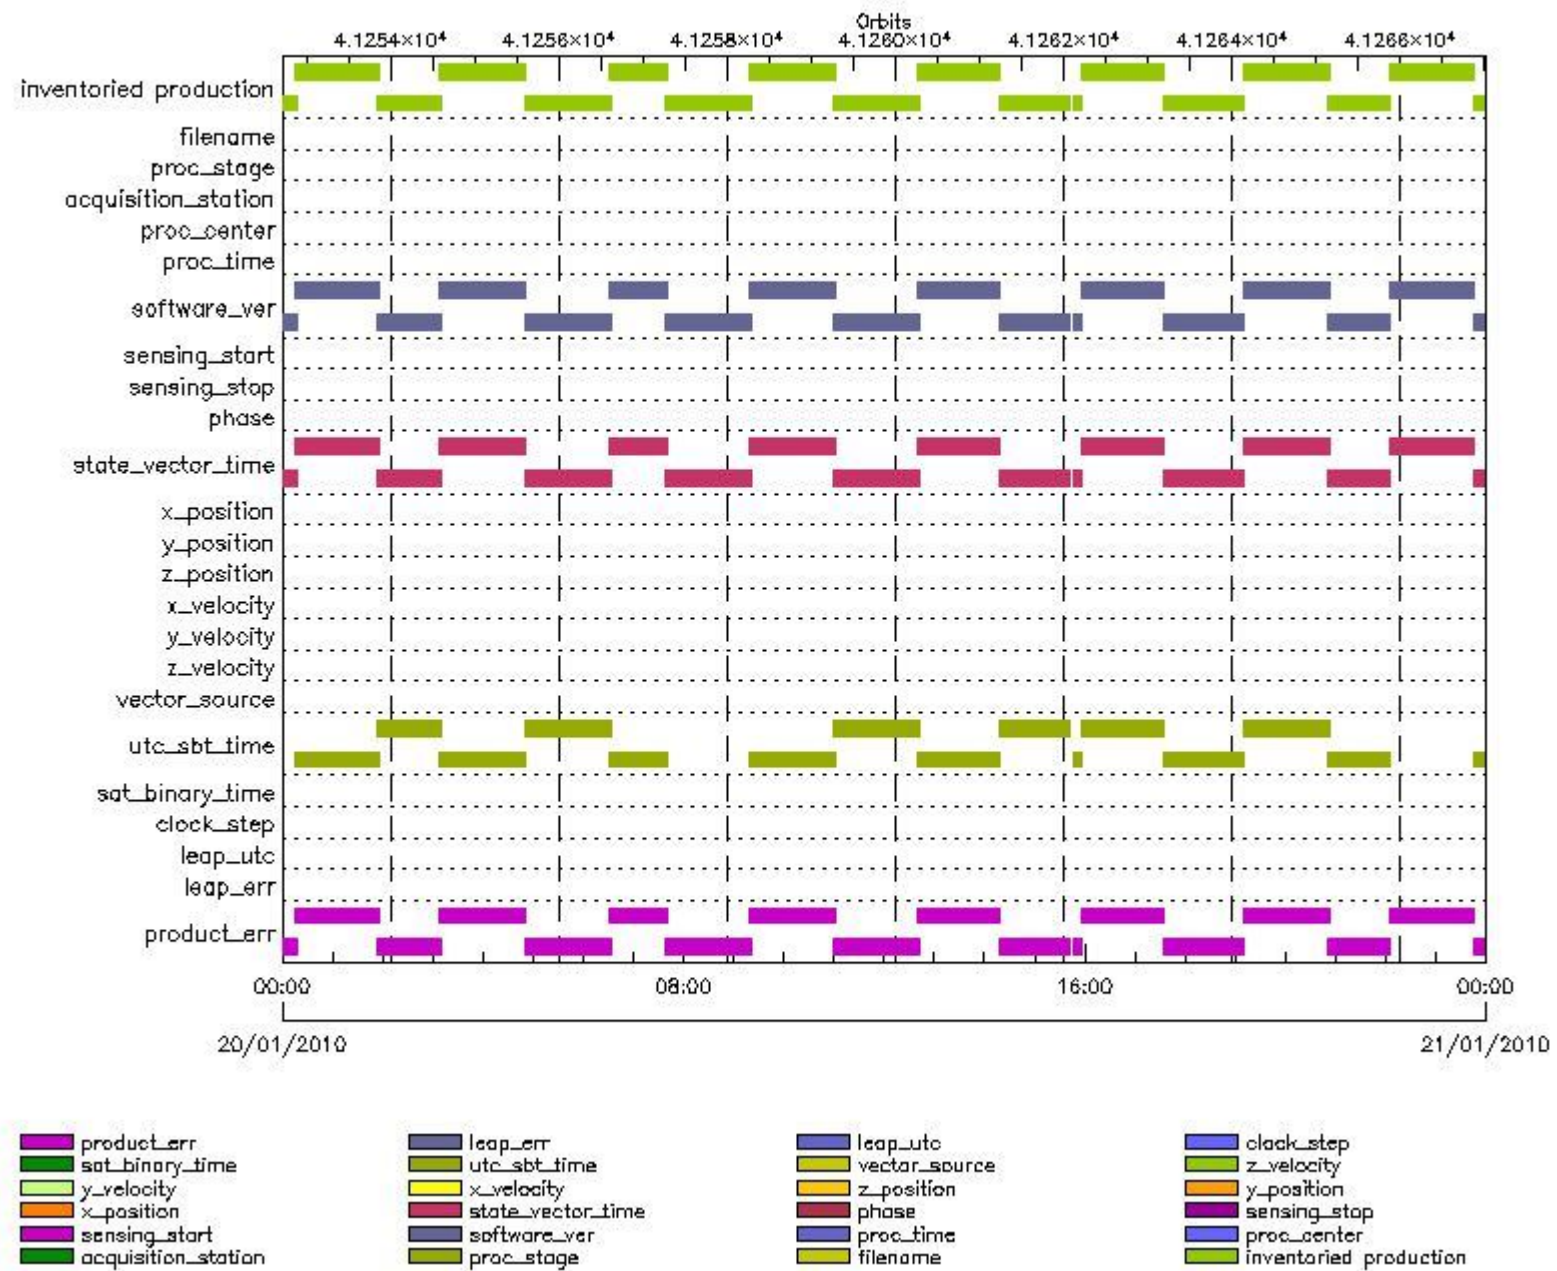 Orbits
4.1254×10⁴ 4.1256×10⁴ 4.1258×10⁴ 4.1260×10⁴ 4.1262×10⁴ 4.1264×10⁴ 4.1266×10⁴
inventoried production
filename
proc_stage
acquisition_station
proc_center
proc_time
software_ver
sensing_start
sensing_stop
phase
state_vector_time
x_position
y_position
z_position
x_velocity
y_velocity
z_velocity
vector_source
utc_sbt_time
sat_binary_time
clock_step
leap_utc
leap_err
product_err
00:00 08:00 16:00 00:00
20/01/2010 21/01/2010
product_err leap_err leap_utc clock_step
sat_binary_time utc_sbt_time vector_source z_velocity
y_velocity x_velocity z_position y_position
x_position state_vector_time phase sensing_stop
sensing_start software_ver proc_time proc_center
acquisition_station proc_stage filename inventoried production